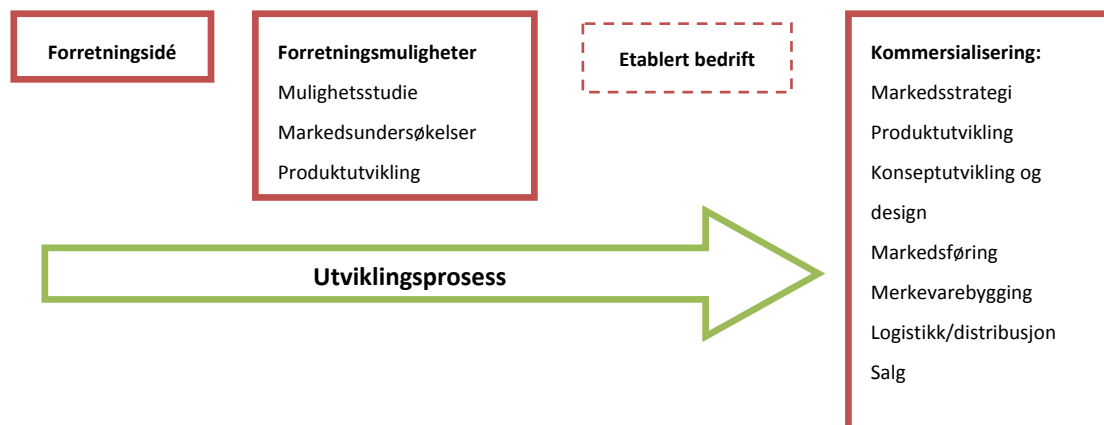 Forretningsidé
Forretningsmuligheter
Mulighetsstudie
Markedsundersøkelser
Produktutvikling
Etablert bedrift
Kommersialisering:
Markedsstrategi
Produktutvikling
Konseptutvikling og
design
Markedsføring
Merkevarebygging
Logistikk/distribusjon
Salg
Utviklingsprosess